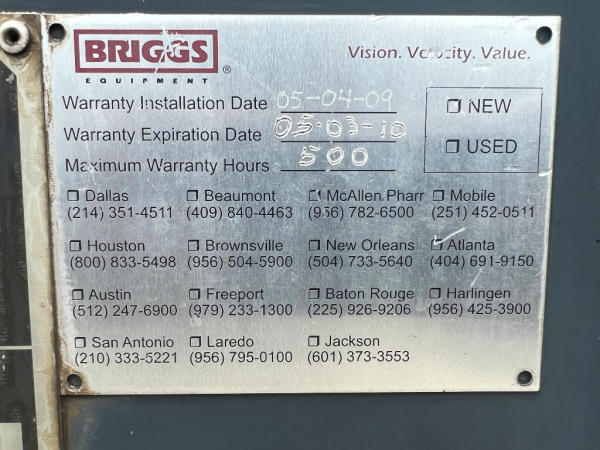 BRIGGS®
EQUIPMENT
Vision. Velocity. Value.
Warranty Installation Date 05-04-09
Warranty Expiration Date 05-03-10
Maximum Warranty Hours 500
☐ NEW
☐ USED
☐ Dallas ☐ Beaumont ☐ McAllen Pharr ☐ Mobile
(214) 351-4511 (409) 840-4463 (956) 782-6500 (251) 452-0511
☐ Houston ☐ Brownsville ☐ New Orleans ☐ Atlanta
(800) 833-5498 (956) 504-5900 (504) 733-5640 (404) 691-9150
☐ Austin ☐ Freeport ☐ Baton Rouge ☐ Harlingen
(512) 247-6900 (979) 233-1300 (225) 926-9206 (956) 425-3900
☐ San Antonio ☐ Laredo ☐ Jackson
(210) 333-5221 (956) 795-0100 (601) 373-3553